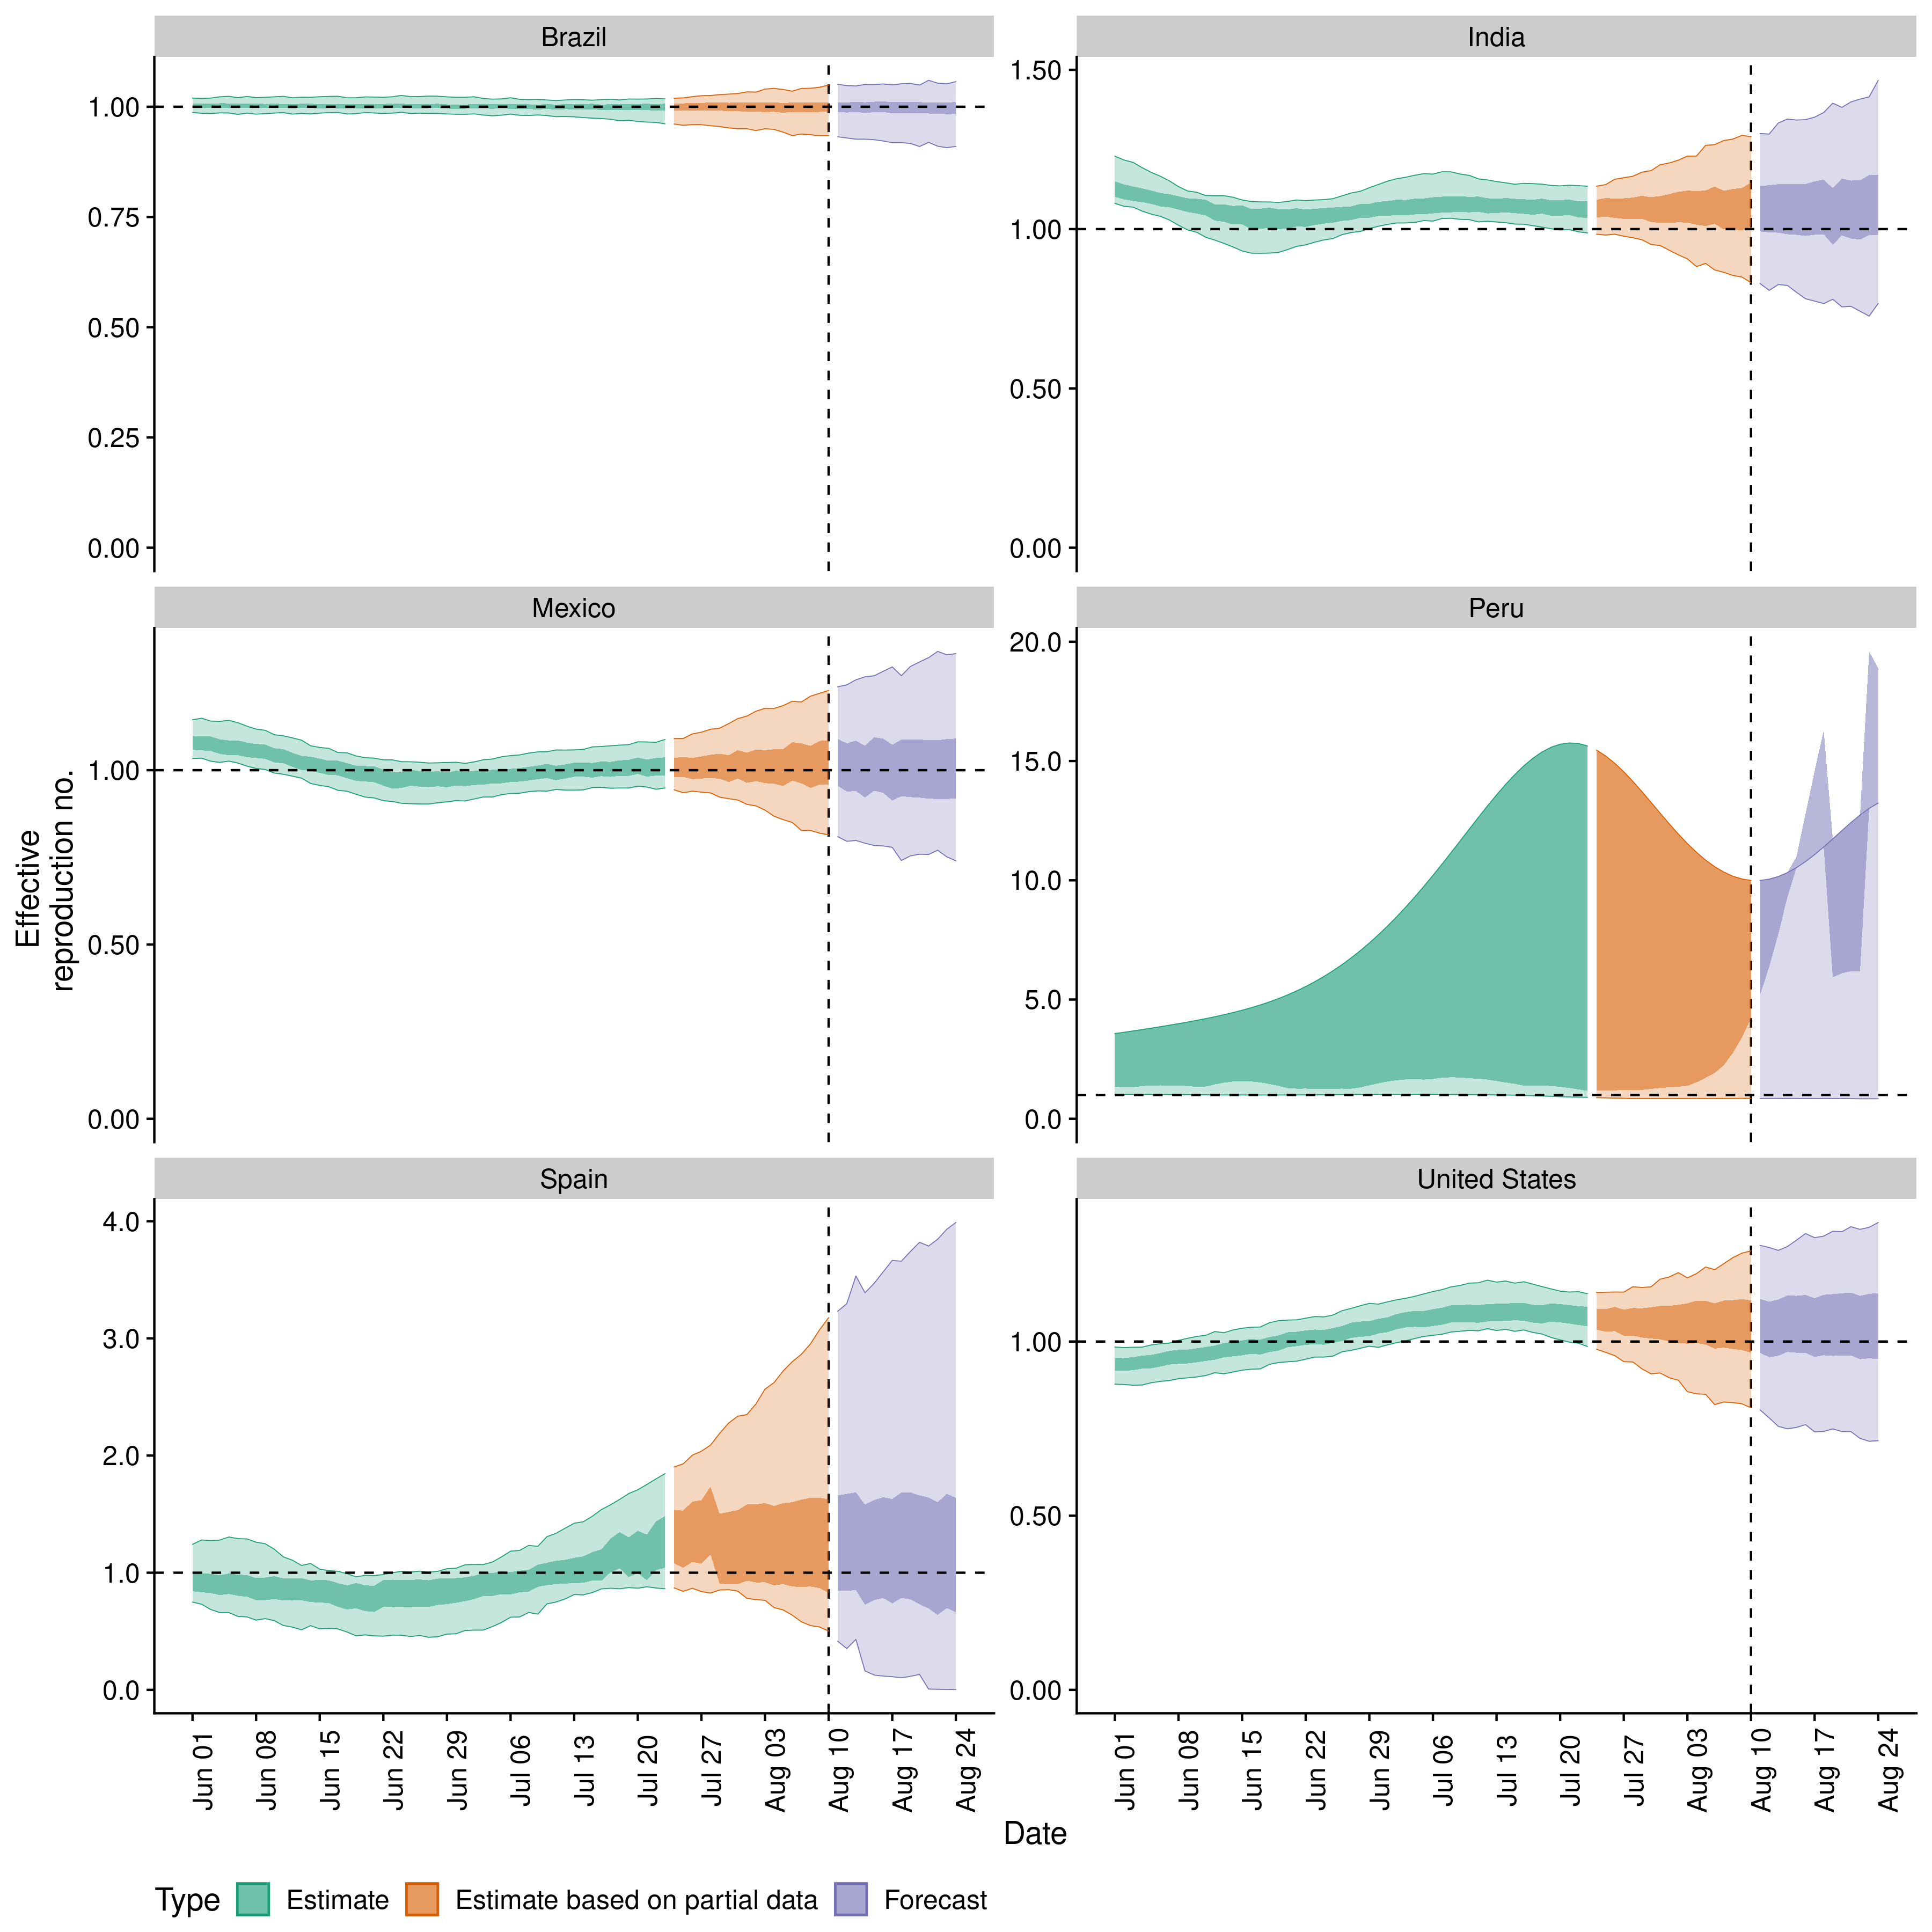 Brazil
India
1.00
0.75
0.50
0.25
0.00
1.50
1.00
0.50
0.00
Mexico
Peru
1.00
0.50
0.00
20.0
15.0
10.0
5.0
0.0
Effective
reproduction no.
Spain
United States
4.0
3.0
2.0
1.0
0.0
1.00
0.50
0.00
Jun 01
Jun 08
Jun 15
Jun 22
Jun 29
Jul 06
Jul 13
Jul 20
Jul 27
Aug 03
Aug 10
Aug 17
Aug 24
Jun 01
Jun 08
Jun 15
Jun 22
Jun 29
Jul 06
Jul 13
Jul 20
Jul 27
Aug 03
Aug 10
Aug 17
Aug 24
Date
Type Estimate Estimate based on partial data Forecast